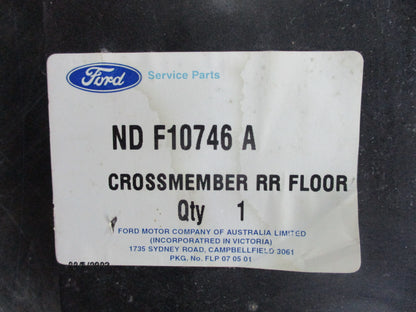 Ford Service Parts
ND F10746 A
CROSSMEMBER RR FLOOR
Qty 1
FORD MOTOR COMPANY OF AUSTRALIA LIMITED
(INCORPORATRED IN VICTORIA)
1735 SYDNEY ROAD, CAMPBELLFIELD 3061
PKG. No. FLP 07 05 01